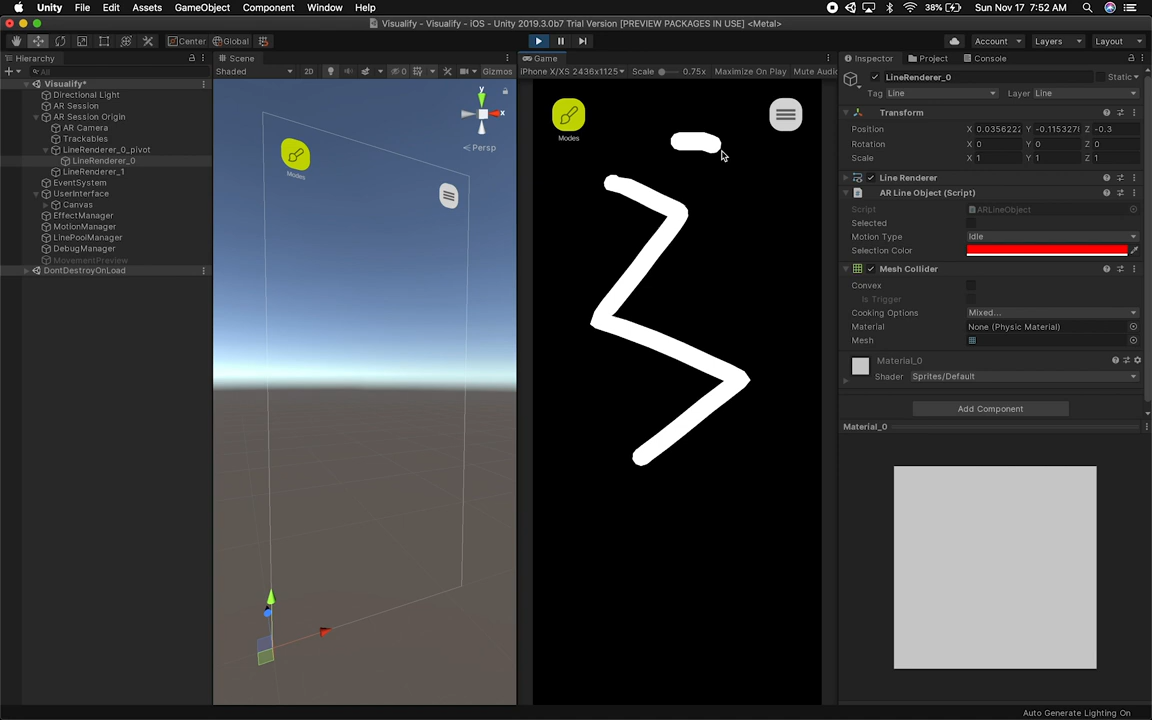 Unity File Edit Assets GameObject Component Window Help 38% Sun Nov 17 7:52 AM
Visualify - Visualify - iOS - Unity 2019.3.0b7 Trial Version [PREVIEW PACKAGES IN USE] <Metal>
Center Global Account Layers Layout
Hierarchy
All
Visualify*
Directional Light
AR Session
AR Session Origin
AR Camera
Trackables
LineRenderer_0_pivot
LineRenderer_0
LineRenderer_1
EventSystem
UserInterface
Canvas
EffectManager
MotionManager
LinePoolManager
DebugManager
MovementPreview
DontDestroyOnLoad
Scene
Shaded 2D 0 Gizmos
y
x
Persp
Modes
Game
iPhone X/XS 2436x1125 Scale 0.75x Maximize On Play Mute Audio
Modes
Inspector Project Console
LineRenderer_0 Static
Tag Line Layer Line
Transform
Position X 0.0356222 Y -0.1153278 Z -0.3
Rotation X 0 Y 0 Z 0
Scale X 1 Y 1 Z 1
Line Renderer
AR Line Object (Script)
Script ARLineObject
Selected
Motion Type Idle
Selection Color
Mesh Collider
Convex
Is Trigger
Cooking Options Mixed...
Material None (Physic Material)
Mesh
Material_0
Shader Sprites/Default
Add Component
Material_0
Auto Generate Lighting On